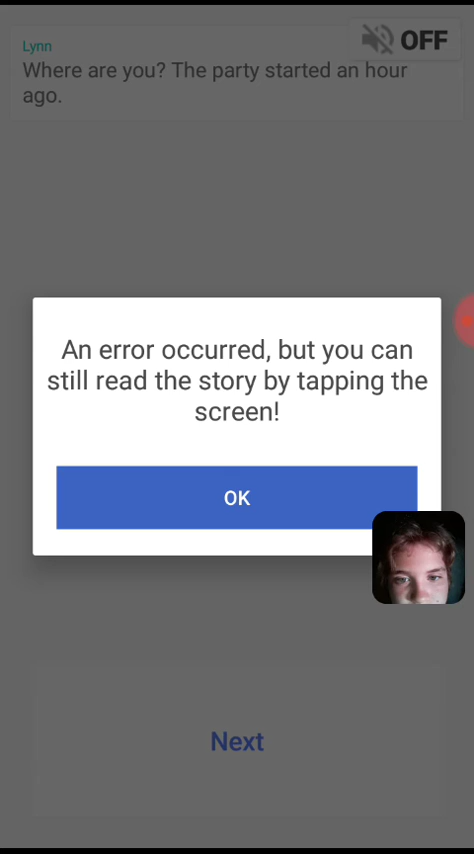 Lynn
OFF
Where are you? The party started an hour
ago.
An error occurred, but you can
still read the story by tapping the
screen!
OK
Next